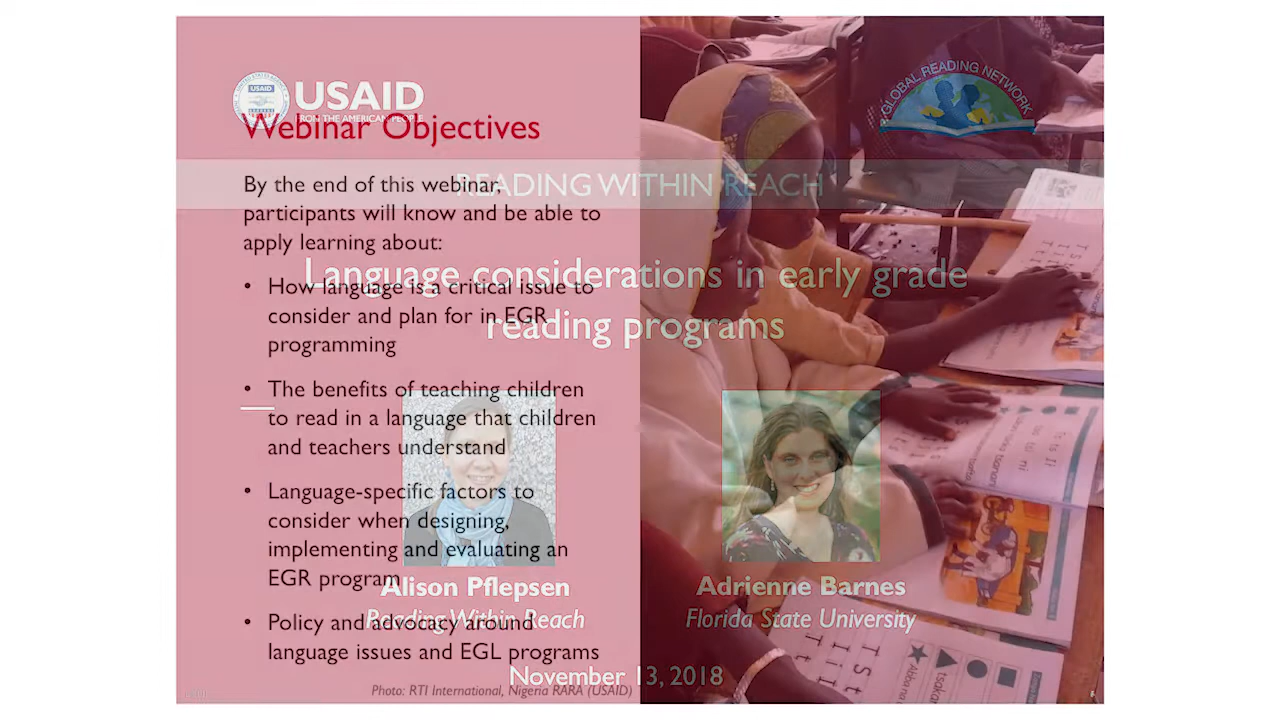 USAID
FROM THE AMERICAN PEOPLE
GLOBAL READING NETWORK
Webinar Objectives
READING WITHIN REACH
By the end of this webinar,
participants will know and be able to
apply learning about:
Language considerations in early grade
reading programs
• How language is a critical issue to
consider and plan for in EGR
programming
• The benefits of teaching children
to read in a language that children
and teachers understand
• Language-specific factors to
consider when designing,
implementing and evaluating an
EGR program
• Policy and advocacy around
language issues and EGL programs
Alison Pflepsen
Reading Within Reach
Adrienne Barnes
Florida State University
November 13, 2018
Photo: RTI International, Nigeria RARA (USAID)